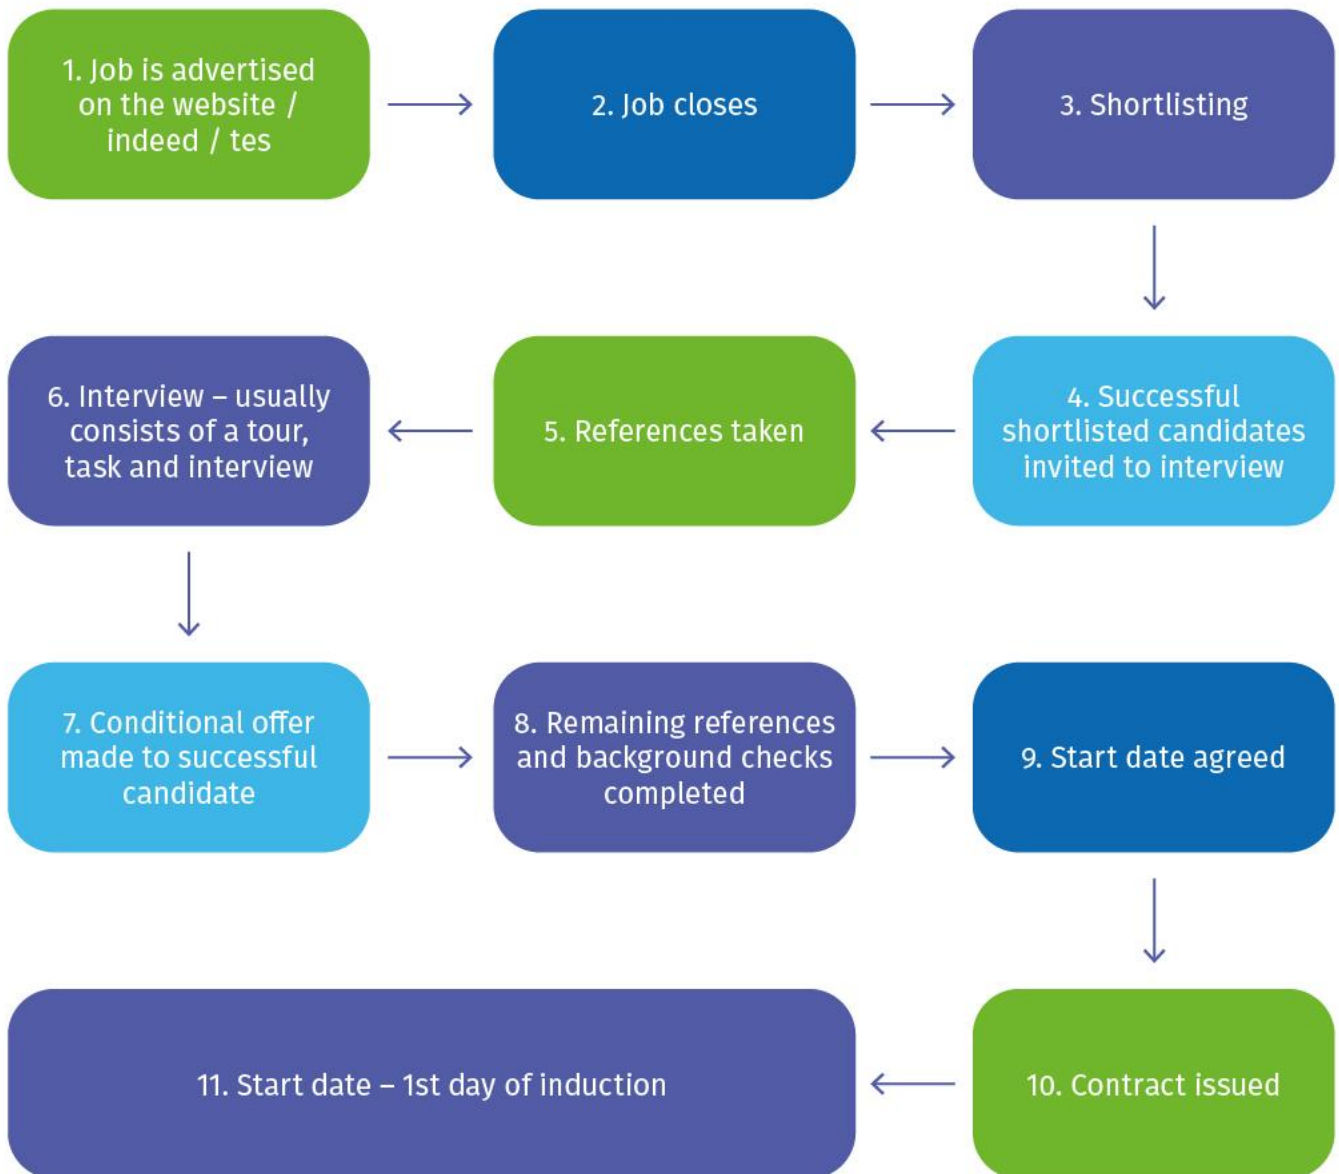 1. Job is advertised
on the website /
indeed / tes
2. Job closes
3. Shortlisting
4. Successful
shortlisted candidates
invited to interview
5. References taken
6. Interview – usually
consists of a tour,
task and interview
7. Conditional offer
made to successful
candidate
8. Remaining references
and background checks
completed
9. Start date agreed
10. Contract issued
11. Start date – 1st day of induction